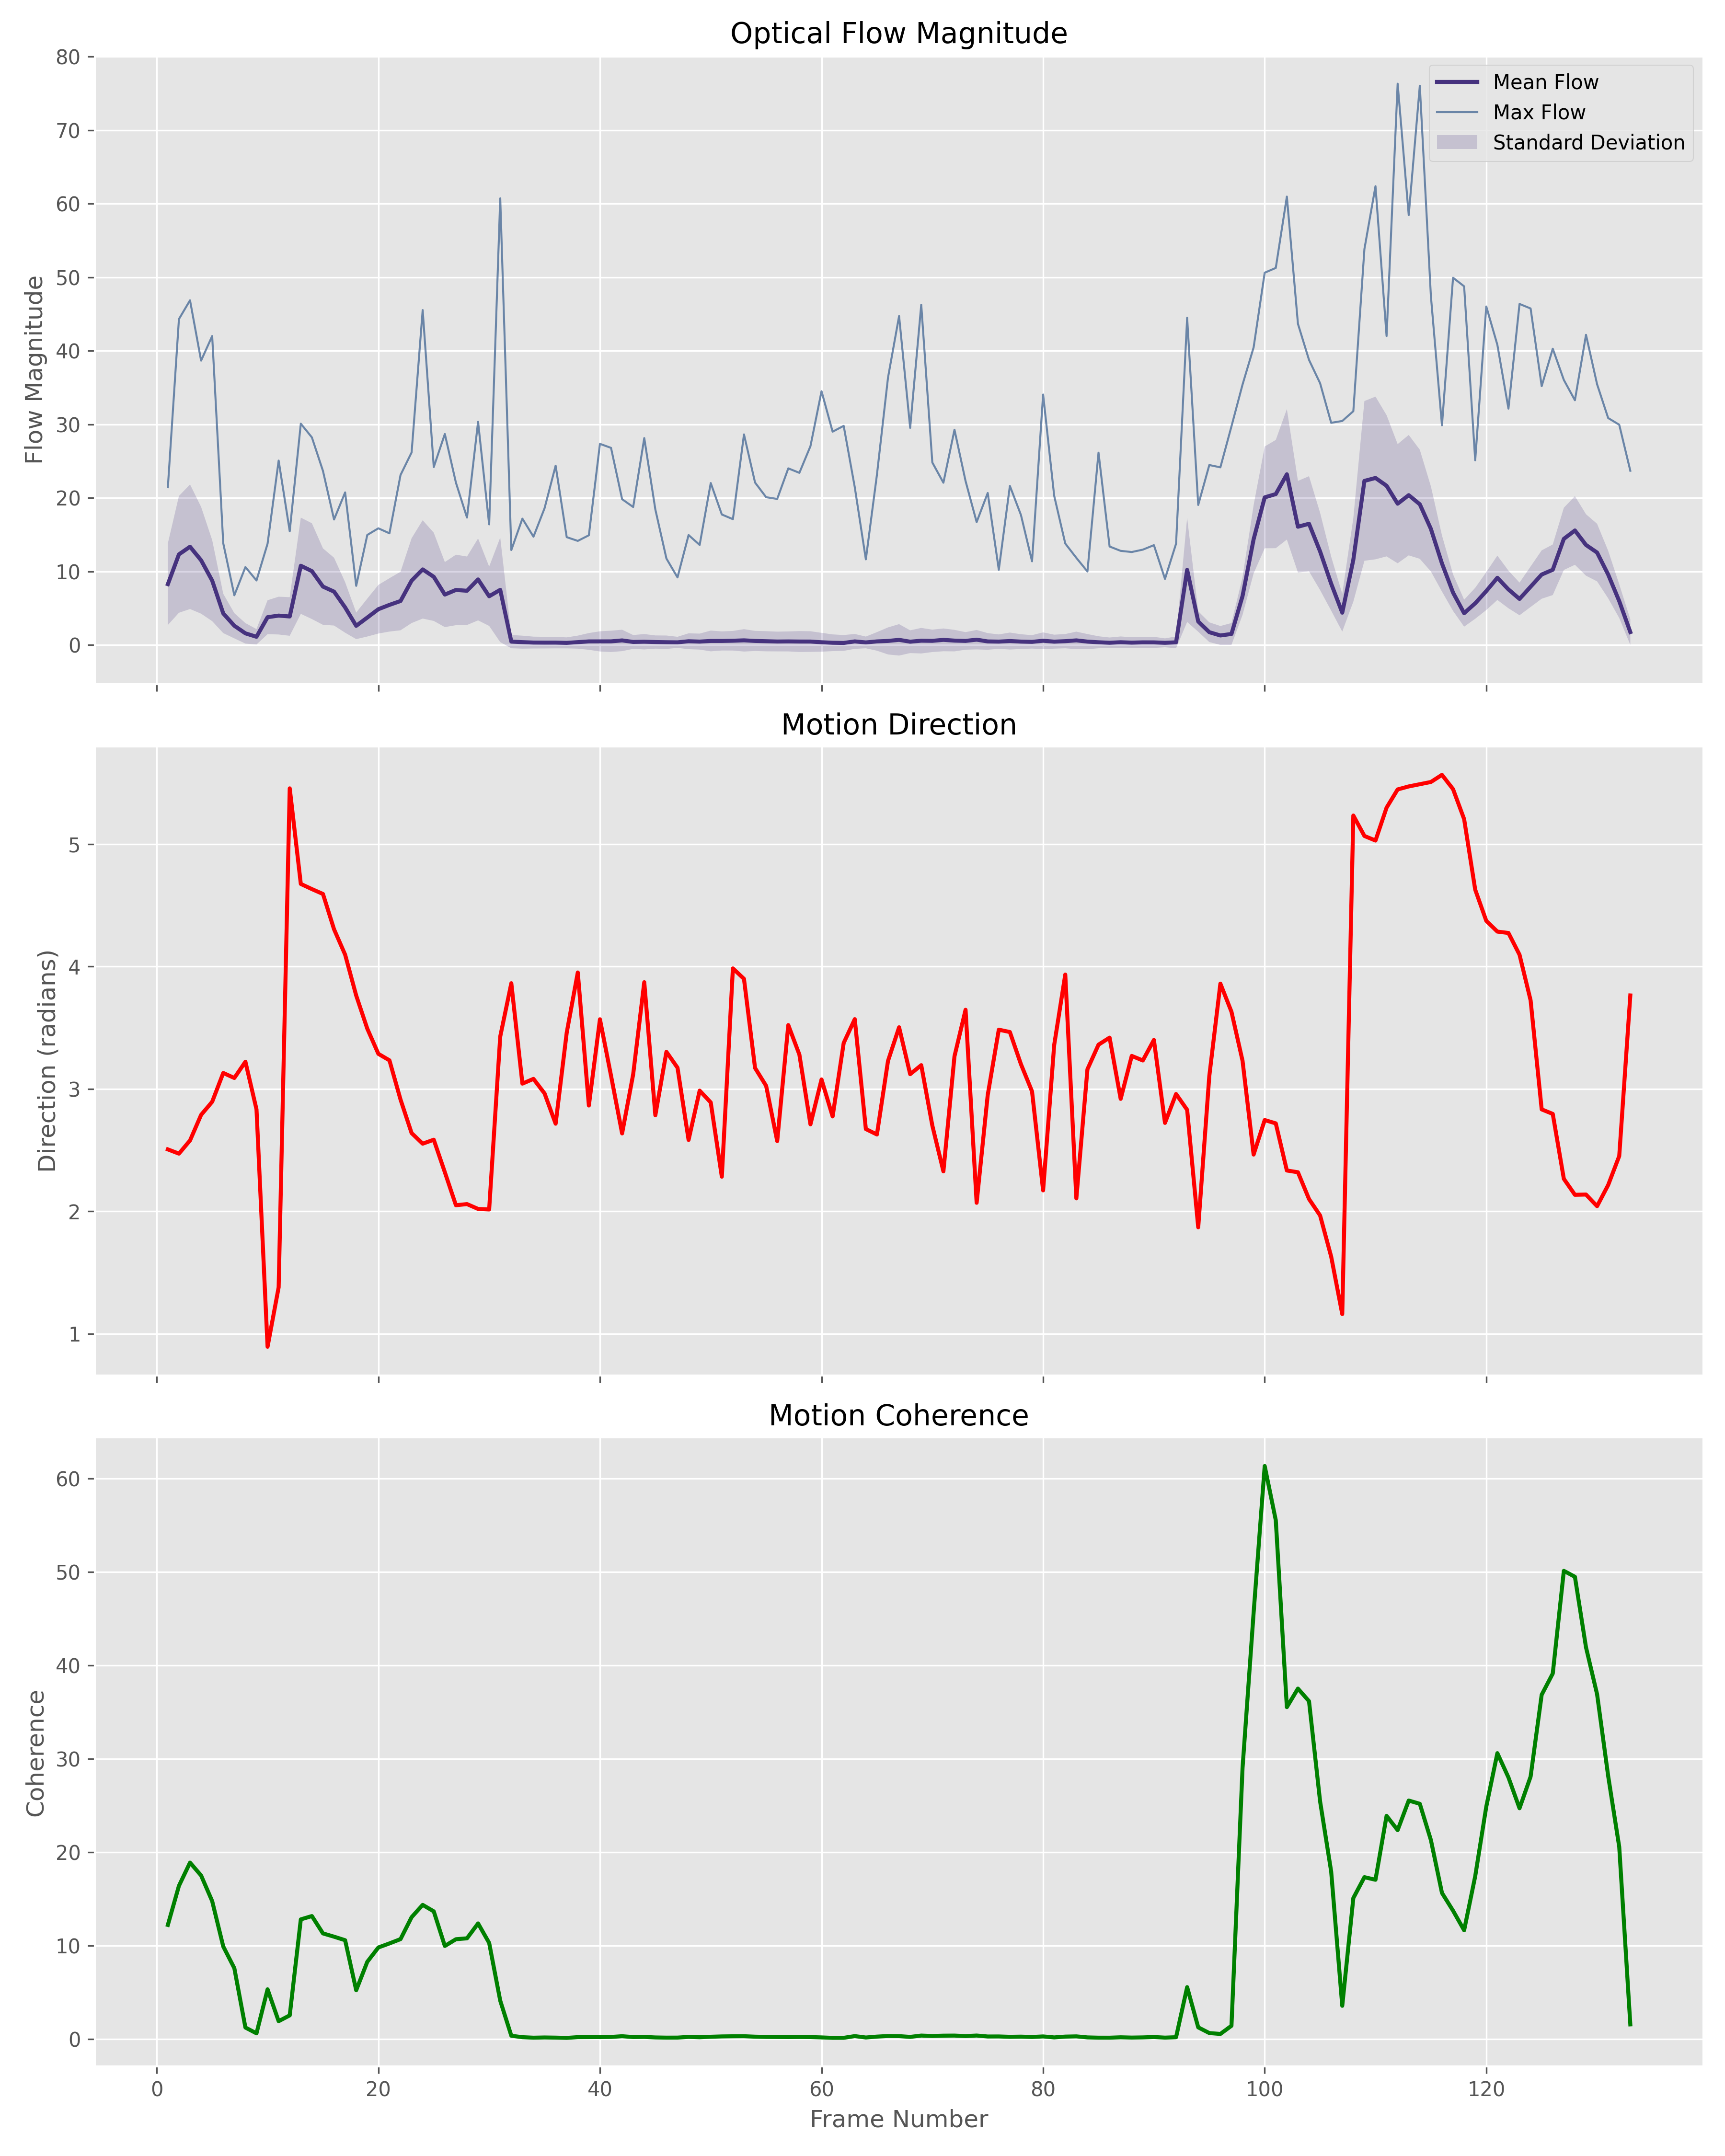 Optical Flow Magnitude
80
70
60
50
40
30
20
10
0
Flow Magnitude
Mean Flow
Max Flow
Standard Deviation
Motion Direction
5
4
3
2
1
Direction (radians)
Motion Coherence
60
50
40
30
20
10
0
Coherence
0 20 40 60 80 100 120
Frame Number